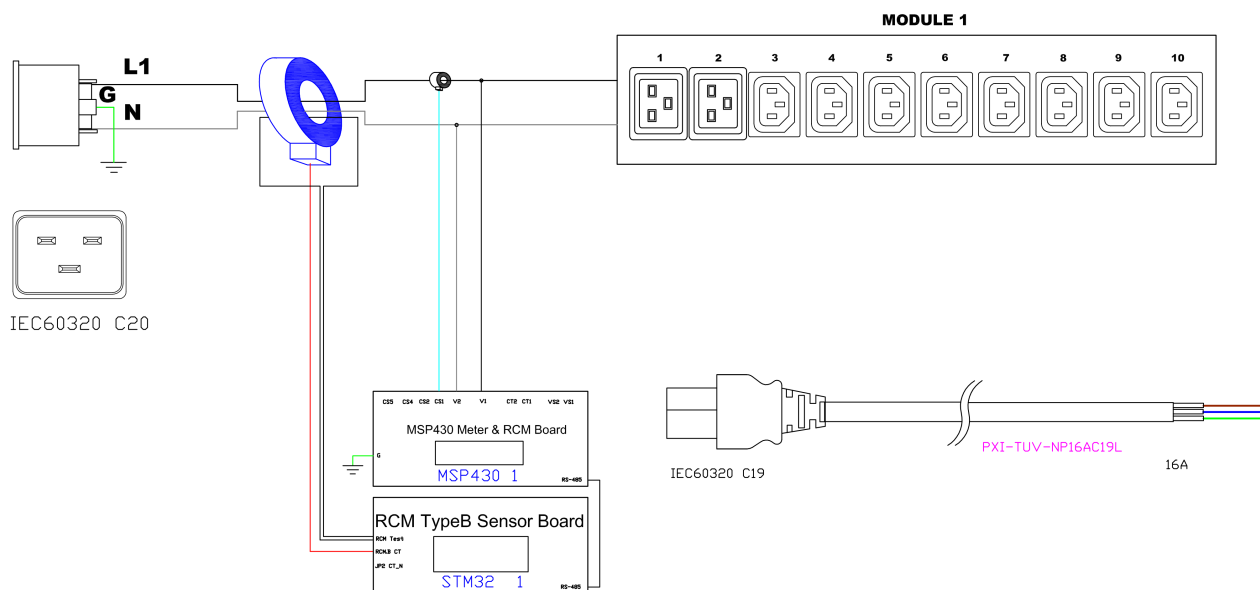 MODULE 1
1 2 3 4 5 6 7 8 9 10
L1
G
N
IEC60320 C20
CS5 CS4 CS2 CS1 V2 V1 CT2 CT1 VS2 VS1
MSP430 Meter & RCM Board
G
MSP430 1
RS-485
RCM TypeB Sensor Board
RCM Test
RCM.B CT
JP2 CT_N
STM32 1
RS-485
PXI-TUV-NP16AC19L
IEC60320 C19
16A